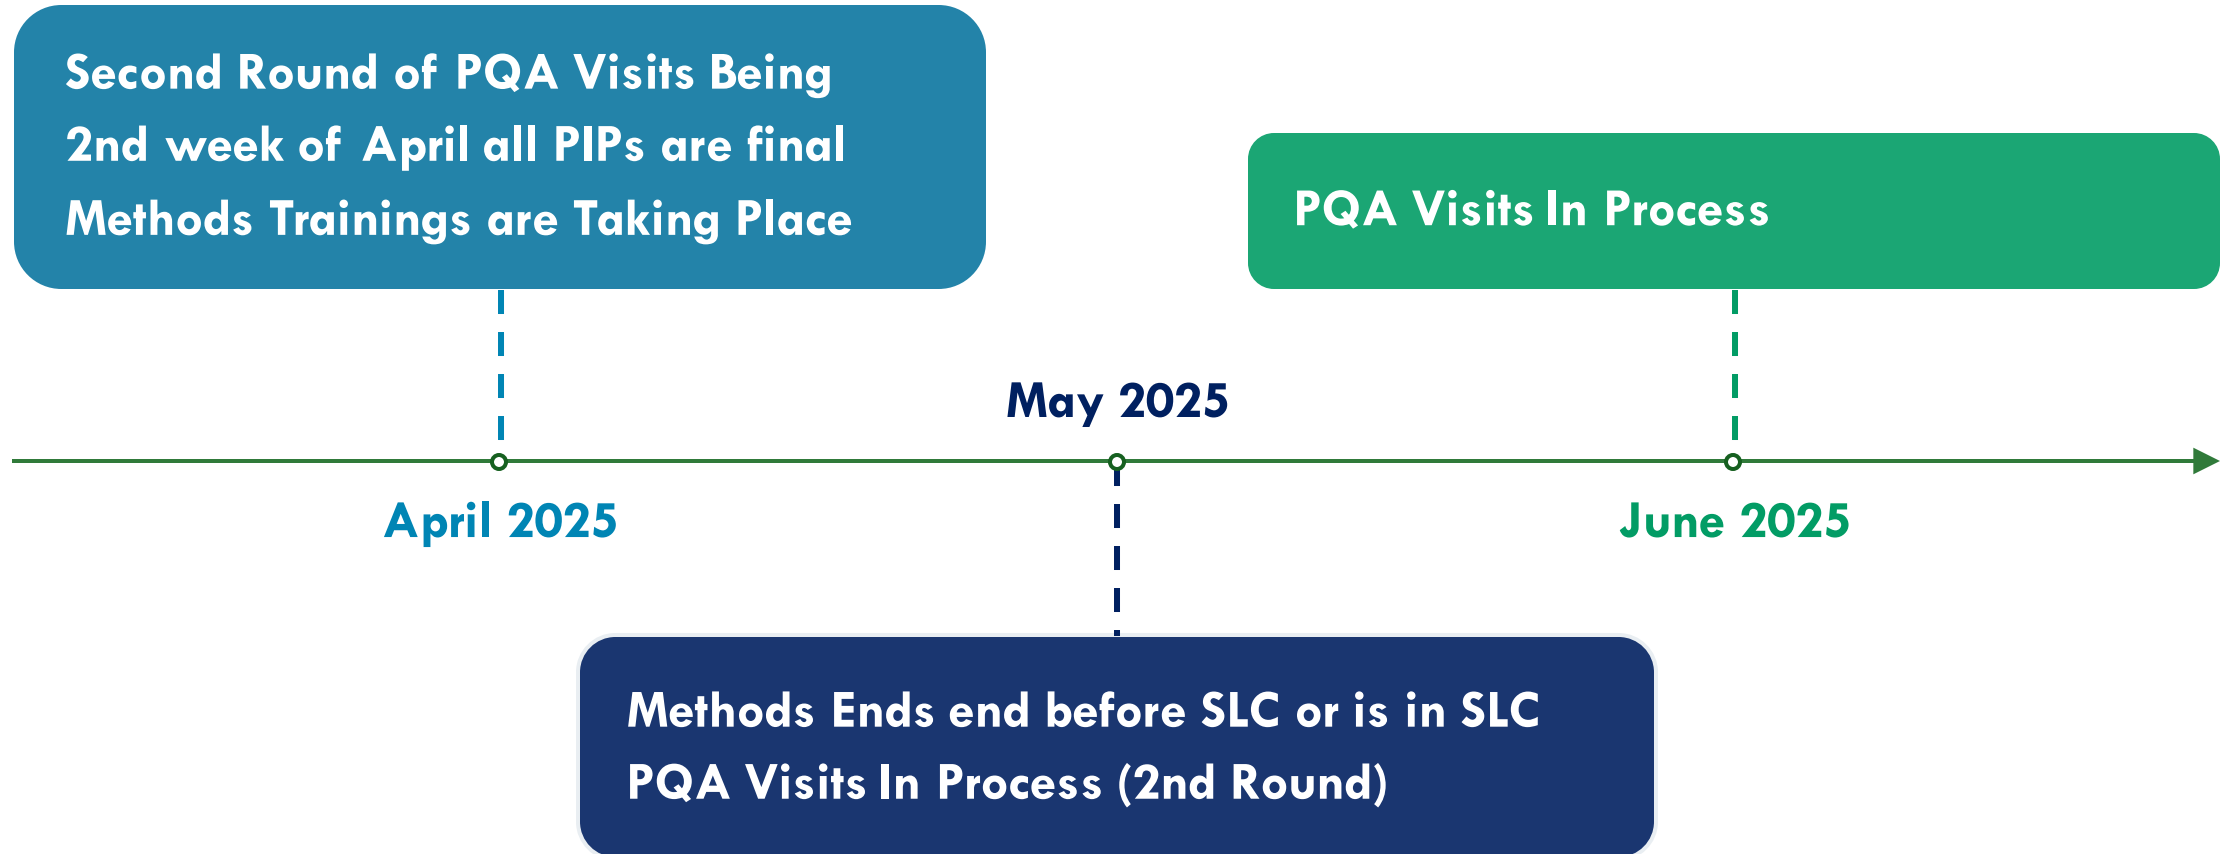 Second Round of PQA Visits Being
2nd week of April all PIPs are final
Methods Trainings are Taking Place
PQA Visits In Process
May 2025
April 2025
June 2025
Methods Ends end before SLC or is in SLC
PQA Visits In Process (2nd Round)